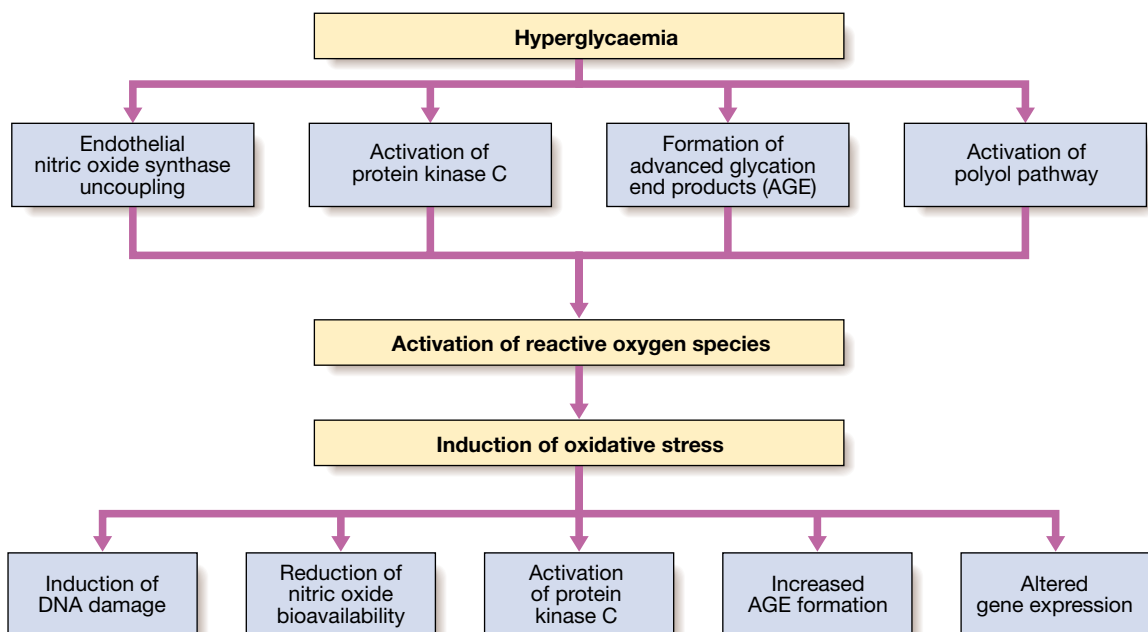 Hyperglycaemia
Endothelial
nitric oxide synthase
uncoupling
Activation of
protein kinase C
Formation of
advanced glycation
end products (AGE)
Activation of
polyol pathway
Activation of reactive oxygen species
Induction of oxidative stress
Induction of
DNA damage
Reduction of
nitric oxide
bioavailability
Activation
of protein
kinase C
Increased
AGE formation
Altered
gene expression